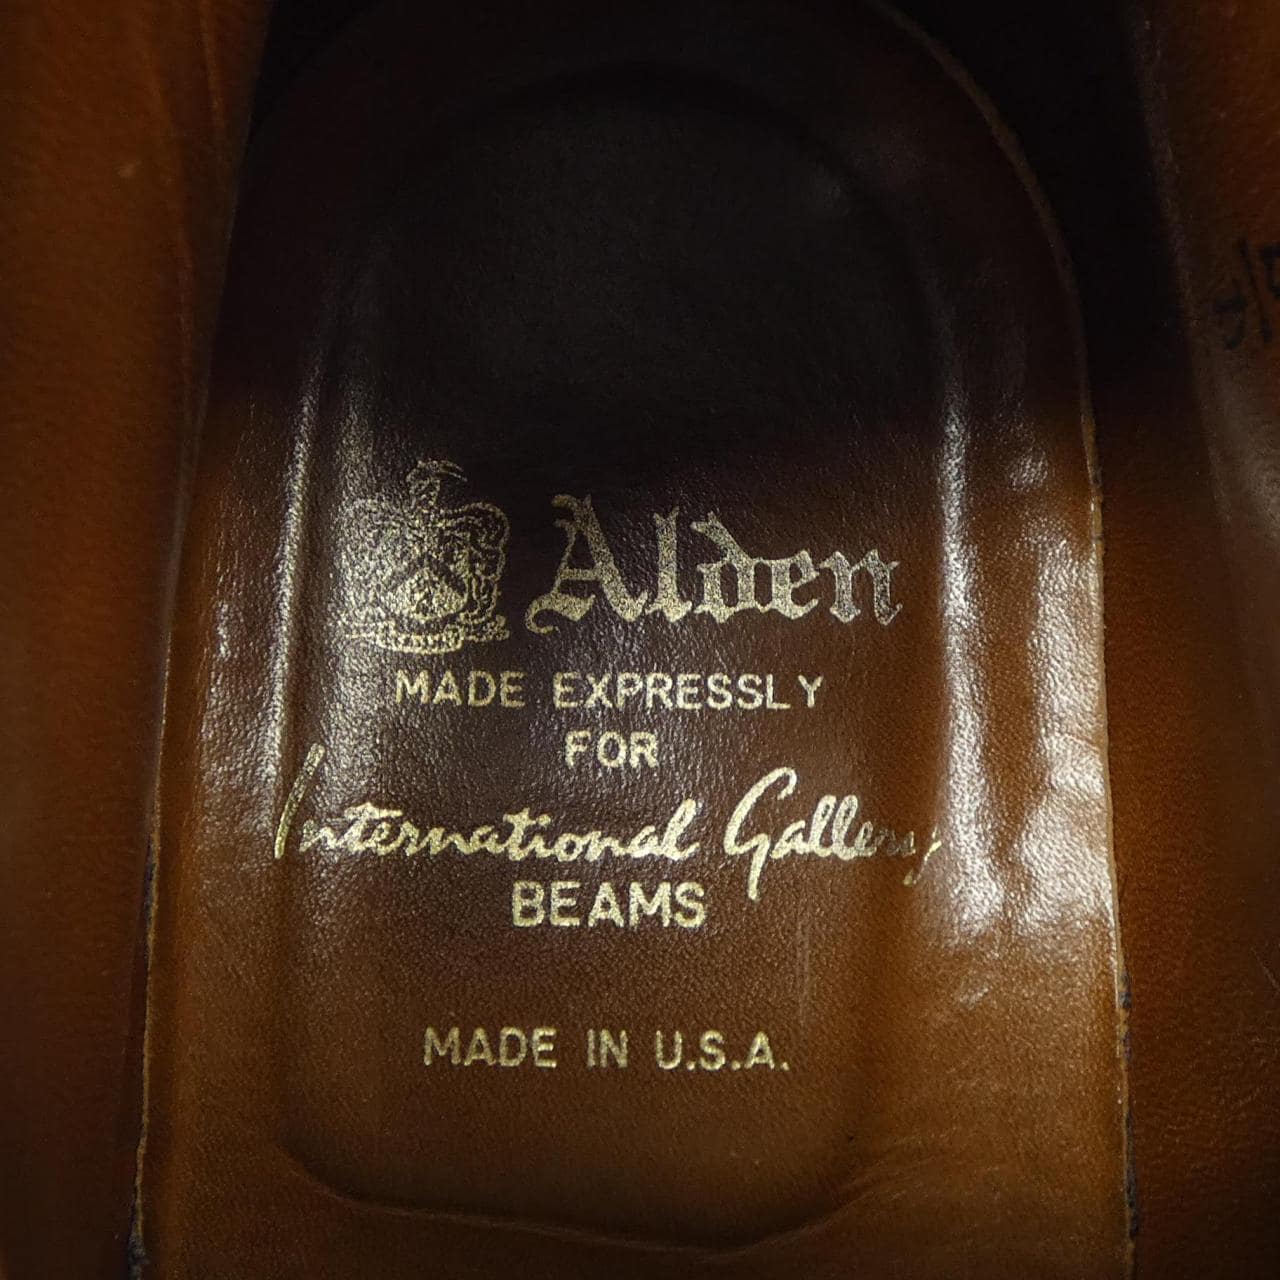 Alden
MADE EXPRESSLY
FOR
International Gallery
BEAMS
MADE IN U.S.A.